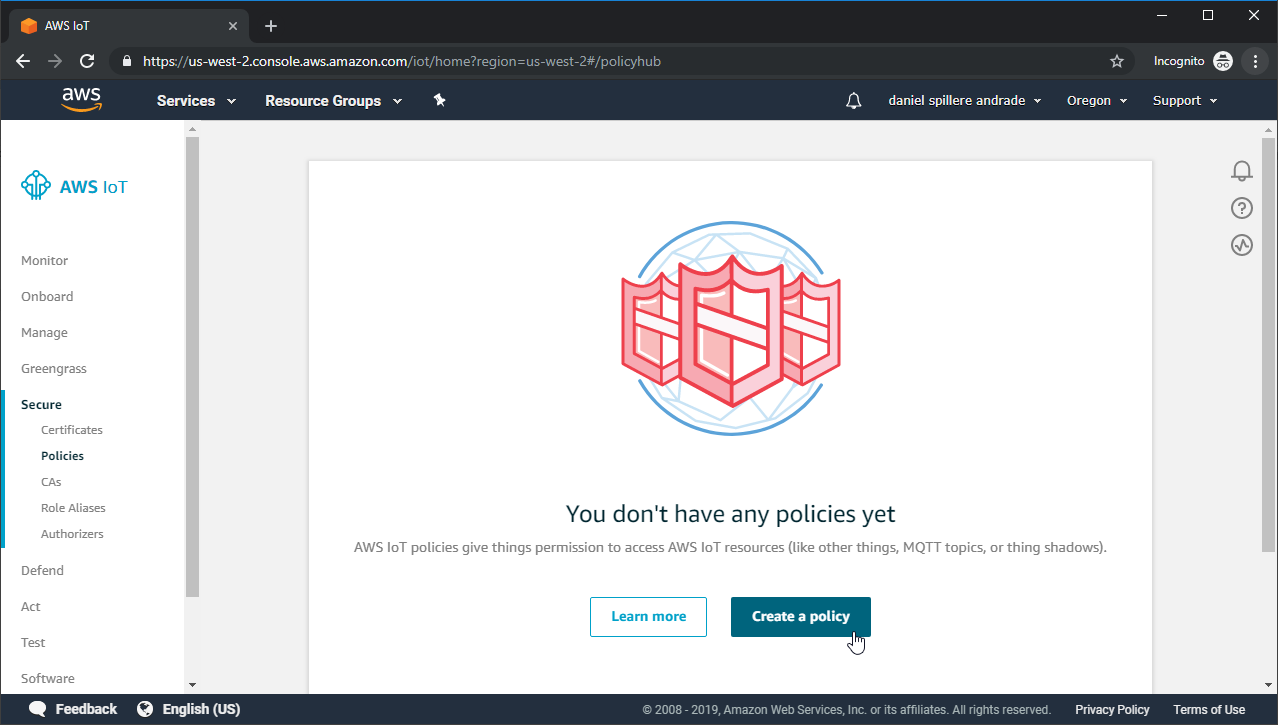 AWS IoT
https://us-west-2.console.aws.amazon.com/iot/home?region=us-west-2#/policyhub
Incognito
aws
Services
Resource Groups
daniel spillere andrade
Oregon
Support
AWS IoT
Monitor
Onboard
Manage
Greengrass
Secure
Certificates
Policies
CAs
Role Aliases
Authorizers
Defend
Act
Test
Software
You don't have any policies yet
AWS IoT policies give things permission to access AWS IoT resources (like other things, MQTT topics, or thing shadows).
Learn more
Create a policy
Feedback
English (US)
© 2008 - 2019, Amazon Web Services, Inc. or its affiliates. All rights reserved.
Privacy Policy
Terms of Use